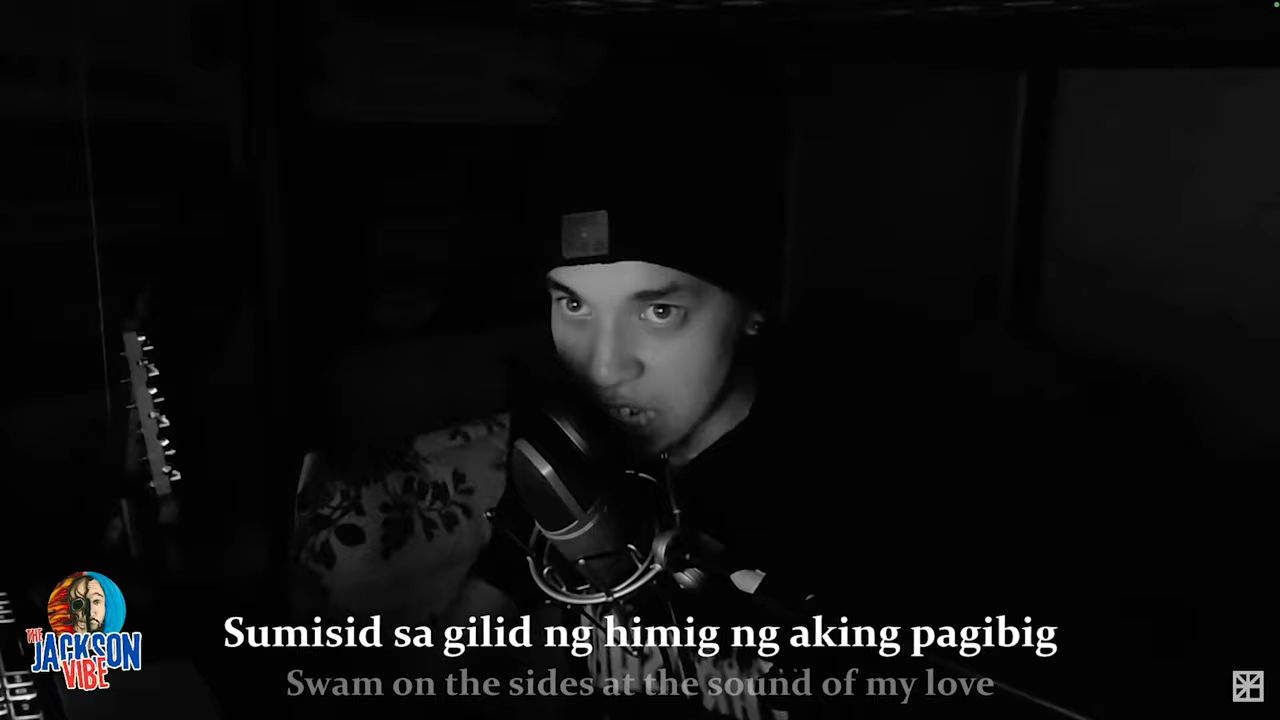 Sumisid sa gilid ng himig ng aking pagibig
Swam on the sides at the sound of my love
THE
JACKSON
VIBE